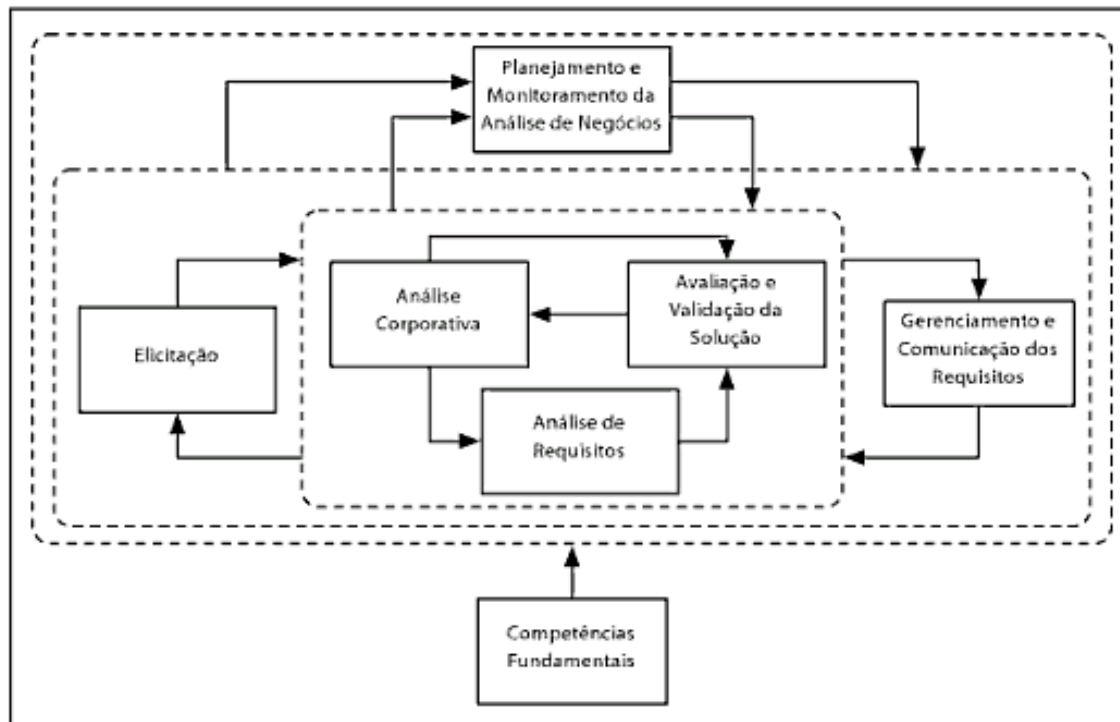 Planejamento e
Monitoramento da
Análise de Negócios
Elicitação
Análise
Corporativa
Avaliação e
Validação da
Solução
Análise de
Requisitos
Gerenciamento e
Comunicação dos
Requisitos
Competências
Fundamentais